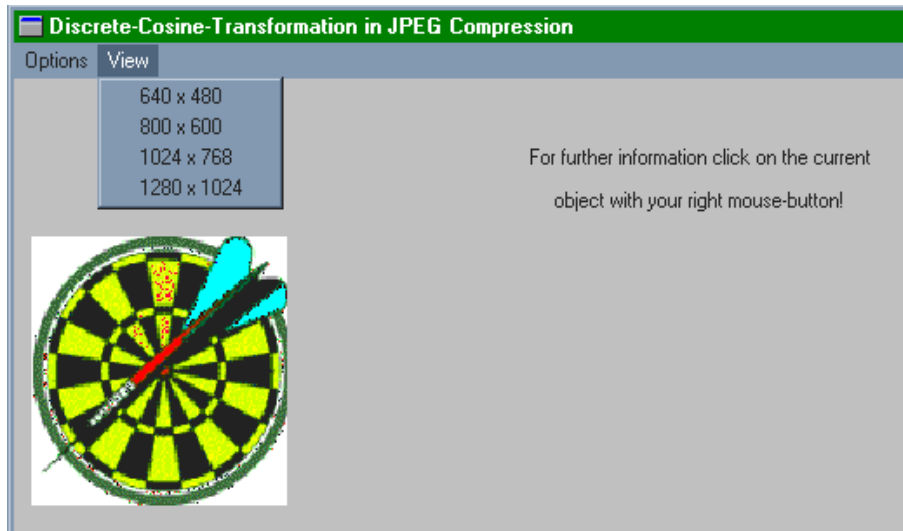 Discrete-Cosine-Transformation in JPEG Compression
Options View
640 x 480
800 x 600
1024 x 768
1280 x 1024
For further information click on the current
object with your right mouse-button!